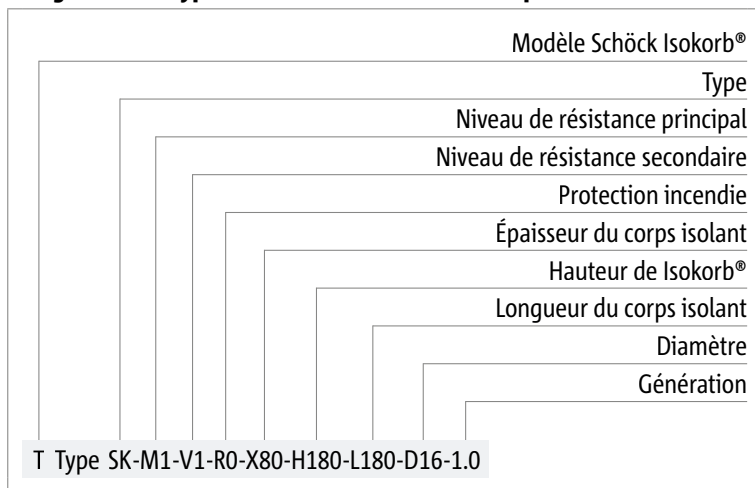 Modèle Schöck Isokorb®
Type
Niveau de résistance principal
Niveau de résistance secondaire
Protection incendie
Épaisseur du corps isolant
Hauteur de Isokorb®
Longueur du corps isolant
Diamètre
Génération
T Type SK-M1-V1-R0-X80-H180-L180-D16-1.0